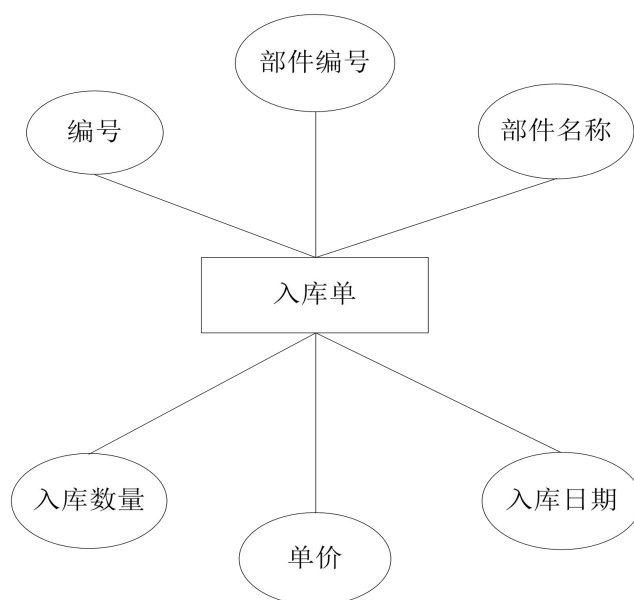 部件编号
编号
部件名称
入库单
入库数量
入库日期
单价